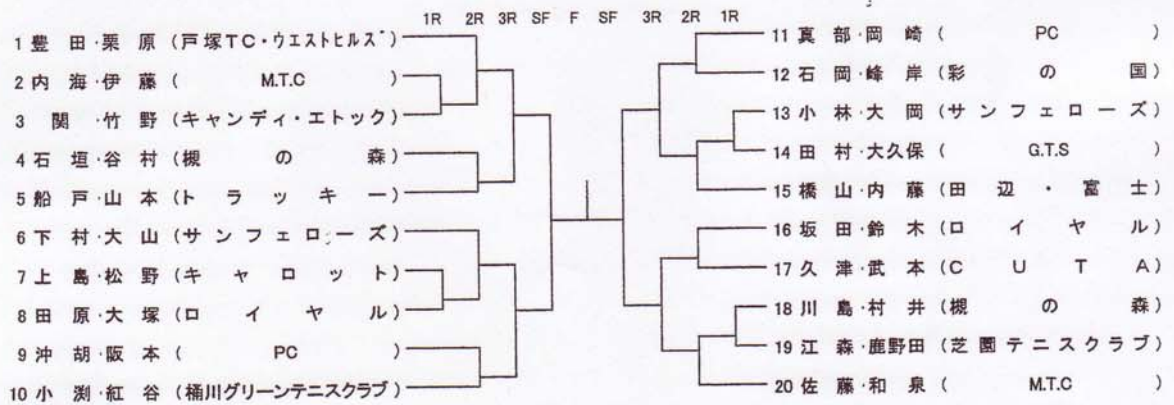 1R 2R 3R SF F SF 3R 2R 1R
1 豊 田・栗 原 (戸塚TC・ウエストヒルズ)
2 内 海・伊 藤 ( M.T.C )
3 関・竹 野 (キャンディ・エトック)
4 石 垣・谷 村 (槻 の 森)
5 船 戸・山 本 (ト ラ ッ キ ー)
6 下 村・大 山 (サ ン フ ェ ロ ー ズ)
7 上 島・松 野 (キ ャ ロ ッ ト)
8 田 原・大 塚 (ロ イ ヤ ル)
9 沖 胡・阪 本 ( PC )
10 小 渕・紅 谷 (桶川グリーンテニスクラブ)
11 真 部・岡 崎 ( PC )
12 石 岡・峰 岸 (彩 の 国)
13 小 林・大 岡 (サ ン フ ェ ロ ー ズ)
14 田 村・大久保 ( G.T.S )
15 橋 山・内 藤 (田 辺 ・ 富 士)
16 坂 田・鈴 木 (ロ イ ヤ ル)
17 久 津・武 本 (C U T A)
18 川 島・村 井 (槻 の 森)
19 江 森・鹿野田 (芝園テニスクラブ)
20 佐 藤・和 泉 ( M.T.C )